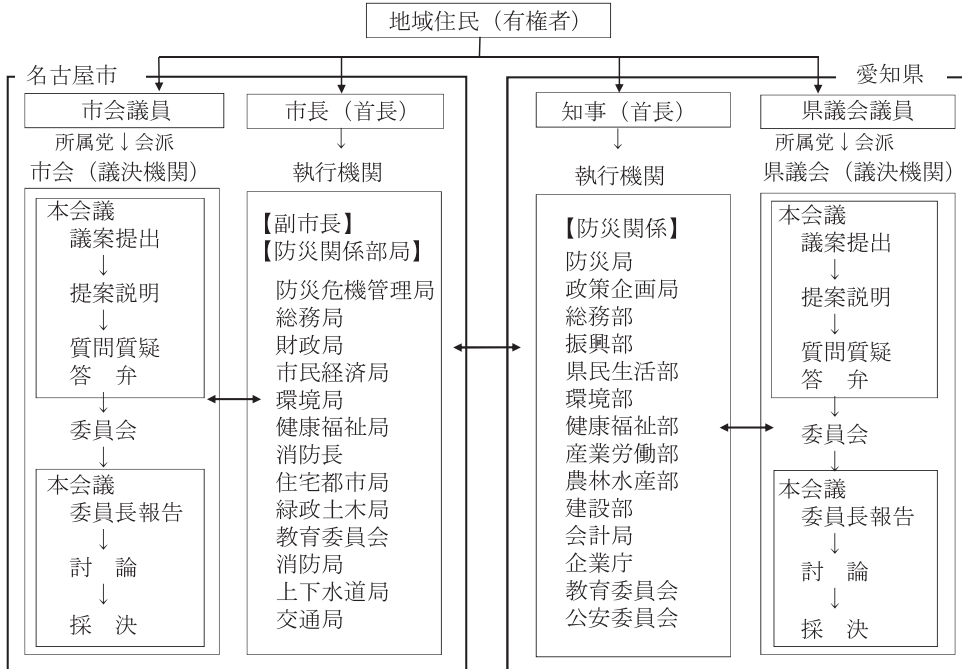 地域住民（有権者）
名古屋市
市会議員
所属党↓会派
市会（議決機関）
本会議
議案提出
↓
提案説明
↓
質問質疑
答　弁
↓
委員会
↓
本会議
委員長報告
↓
討　論
↓
採　決
市長（首長）
↓
執行機関
【副市長】
【防災関係部局】
防災危機管理局
総務局
財政局
市民経済局
環境局
健康福祉局
消防長
住宅都市局
緑政土木局
教育委員会
消防局
上下水道局
交通局
愛知県
知事（首長）
↓
執行機関
【防災関係】
防災局
政策企画局
総務部
振興部
県民生活部
環境部
健康福祉部
産業労働部
農林水産部
建設部
会計局
企業庁
教育委員会
公安委員会
県議会議員
所属党↓会派
県議会（議決機関）
本会議
議案提出
↓
提案説明
↓
質問質疑
答　弁
↓
委員会
↓
本会議
委員長報告
↓
討　論
↓
採　決